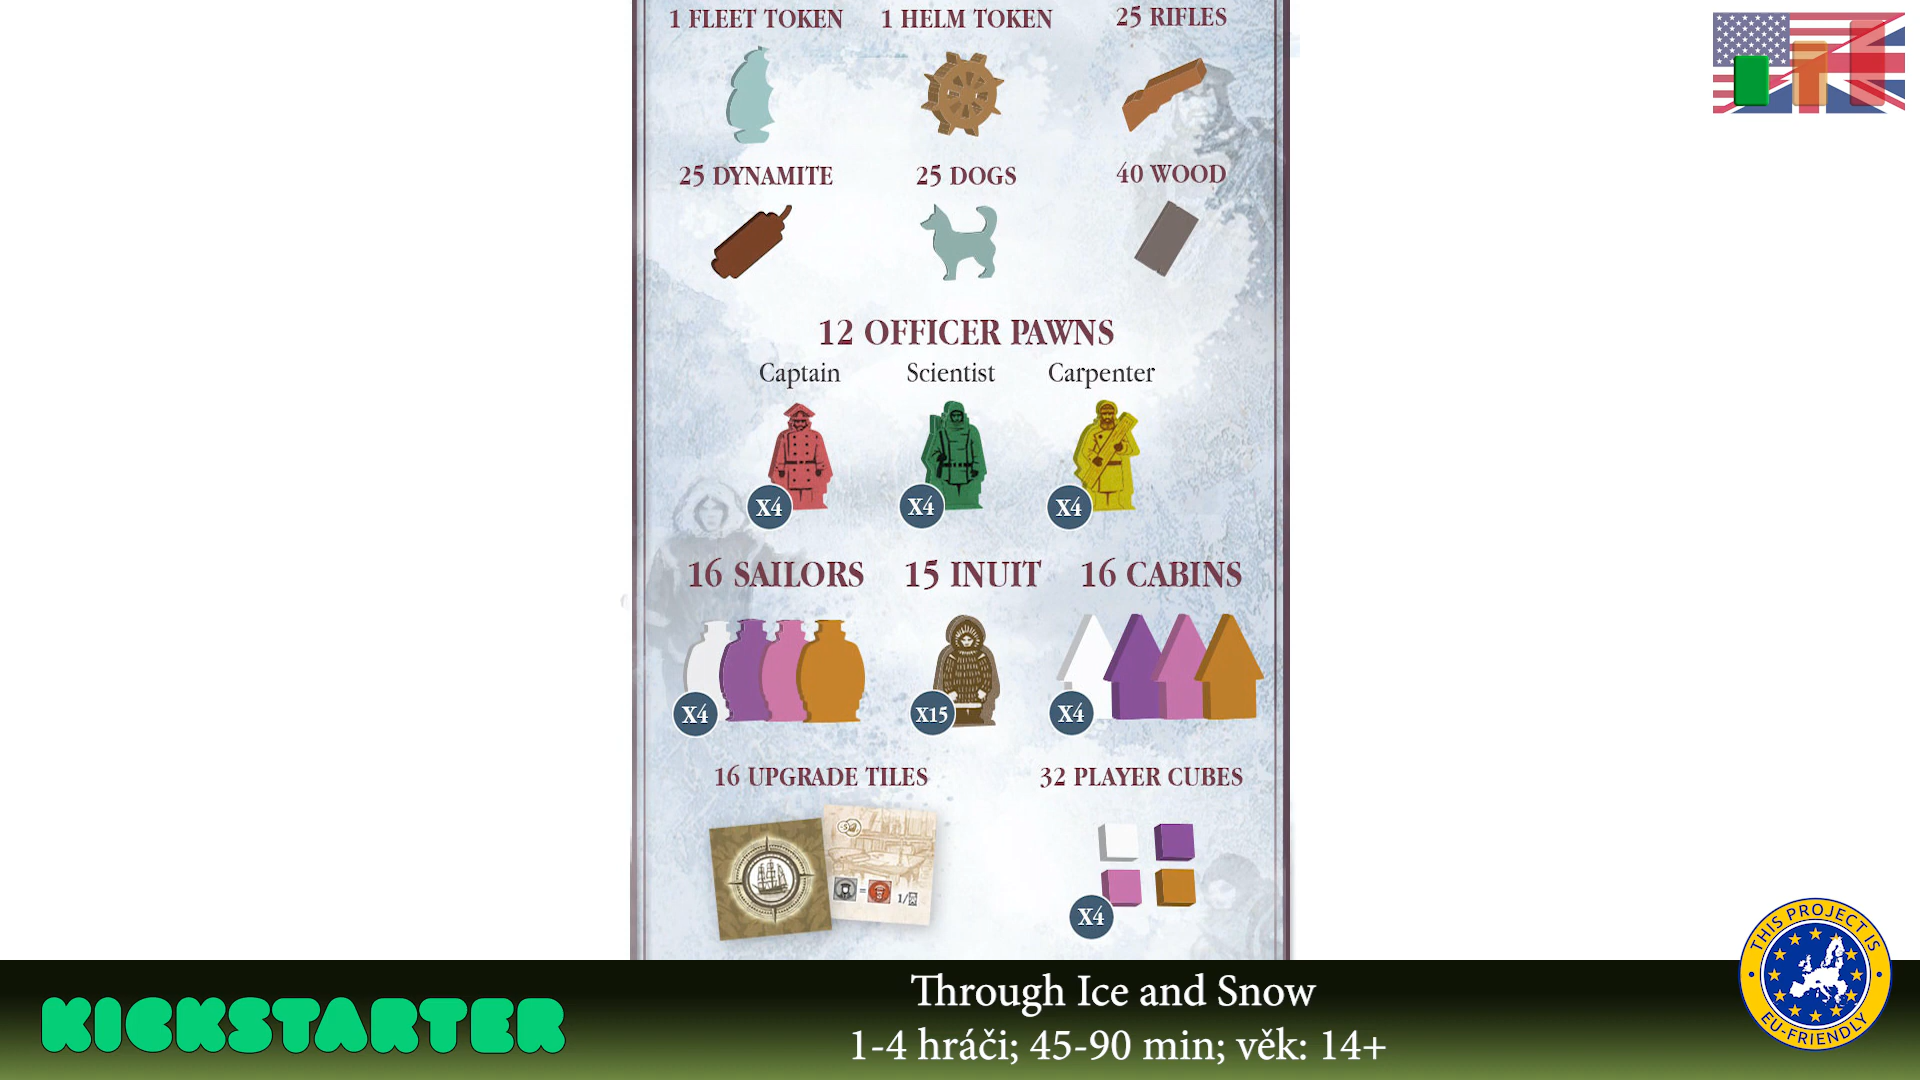 1 FLEET TOKEN 1 HELM TOKEN 25 RIFLES
25 DYNAMITE 25 DOGS 40 WOOD
12 OFFICER PAWNS
Captain Scientist Carpenter
X4 X4 X4
16 SAILORS 15 INUIT 16 CABINS
X4 X15 X4
16 UPGRADE TILES 32 PLAYER CUBES
X4
KICKSTARTER
Through Ice and Snow
1-4 hráči; 45-90 min; věk: 14+
THIS PROJECT IS
EU-FRIENDLY